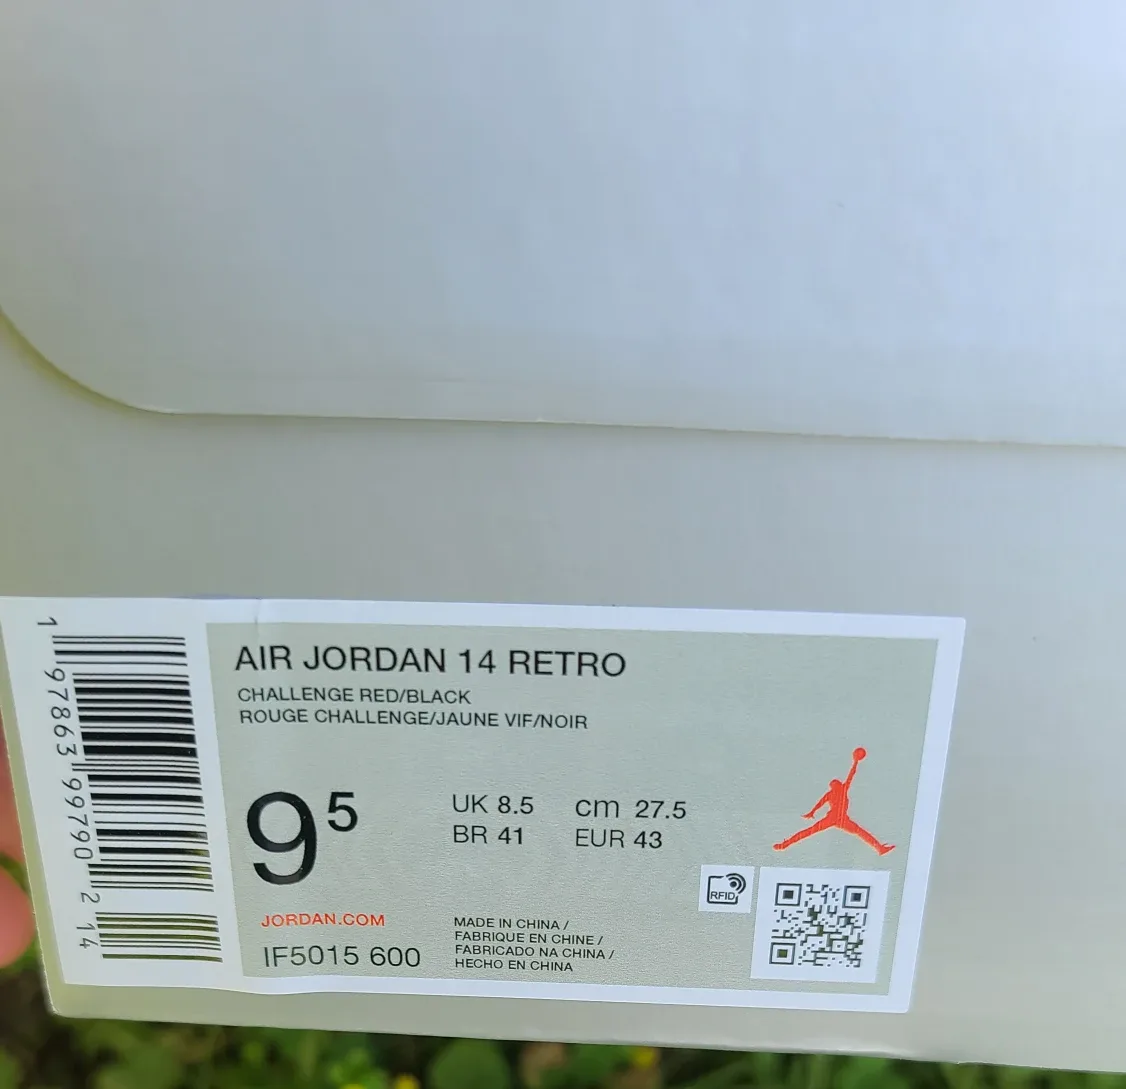 AIR JORDAN 14 RETRO
CHALLENGE RED/BLACK
ROUGE CHALLENGE/JAUNE VIF/NOIR
9⁵
UK 8.5 cm 27.5
BR 41 EUR 43
RFID
JORDAN.COM
IF5015 600
MADE IN CHINA /
FABRIQUE EN CHINE /
FABRICADO NA CHINA /
HECHO EN CHINA
1 97863 99790 2 14